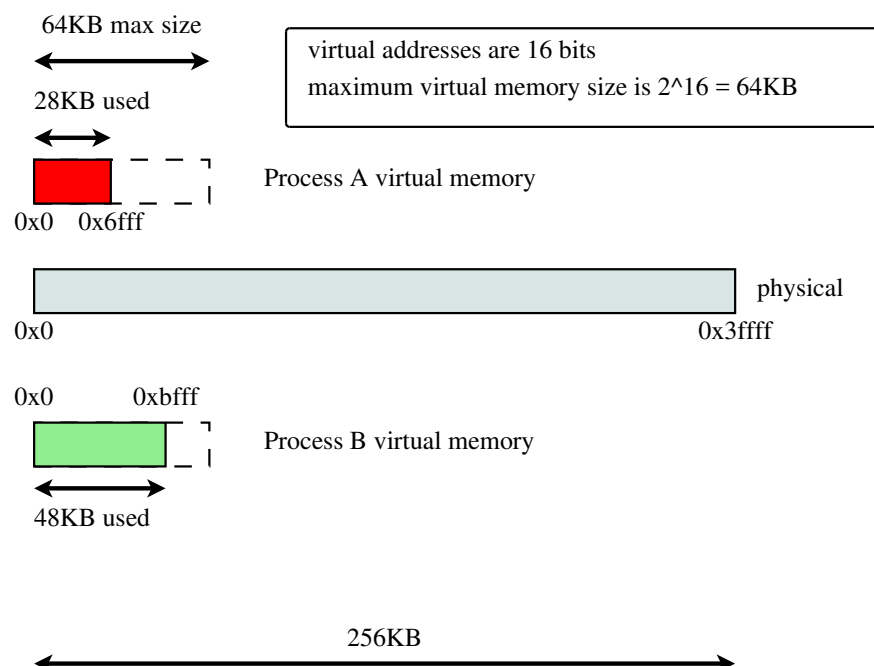 64KB max size
virtual addresses are 16 bits
maximum virtual memory size is 2^16 = 64KB
28KB used
Process A virtual memory
0x0 0x6fff
physical
0x0 0x3ffff
0x0 0xbfff
Process B virtual memory
48KB used
256KB